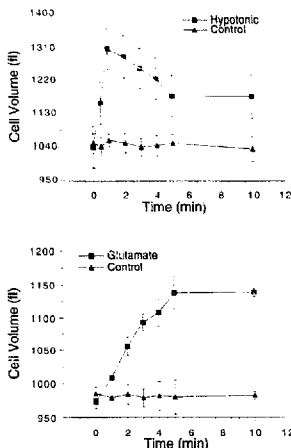 1400
Hypotonic
Control
1310
1220
1130
1040
950
Cell Volume (fl)
0 2 4 6 8 10 12
Time (min)
1200
Glutamate
Control
1150
1100
1050
1000
950
Cell Volume (fl)
0 2 4 6 8 10 12
Time (min)